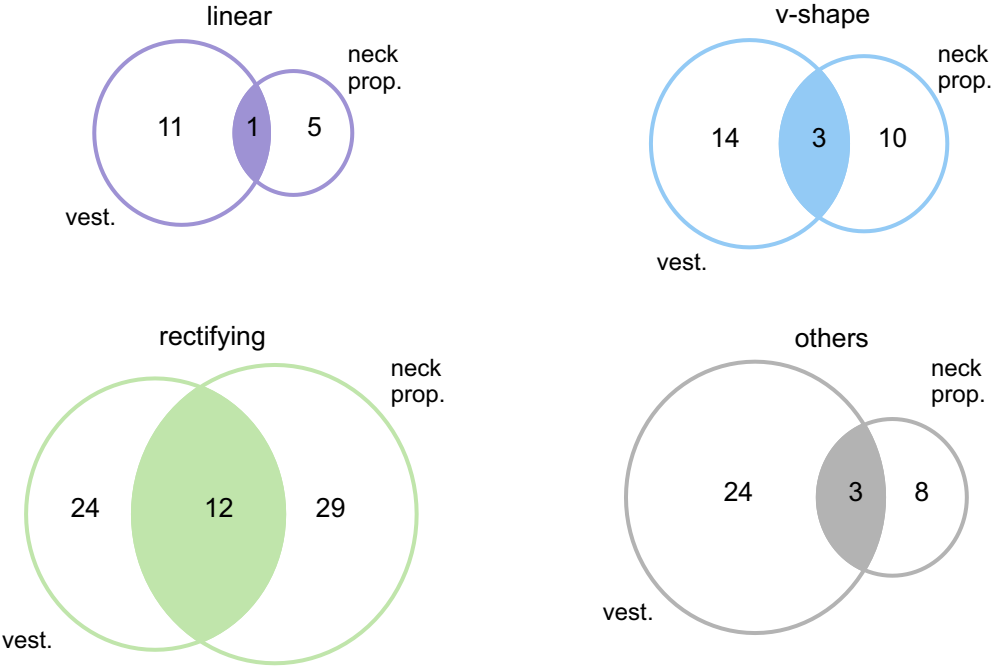 linear
neck
prop.
11
1
5
vest.
v-shape
neck
prop.
14
3
10
vest.
rectifying
neck
prop.
24
12
29
vest.
others
neck
prop.
24
3
8
vest.